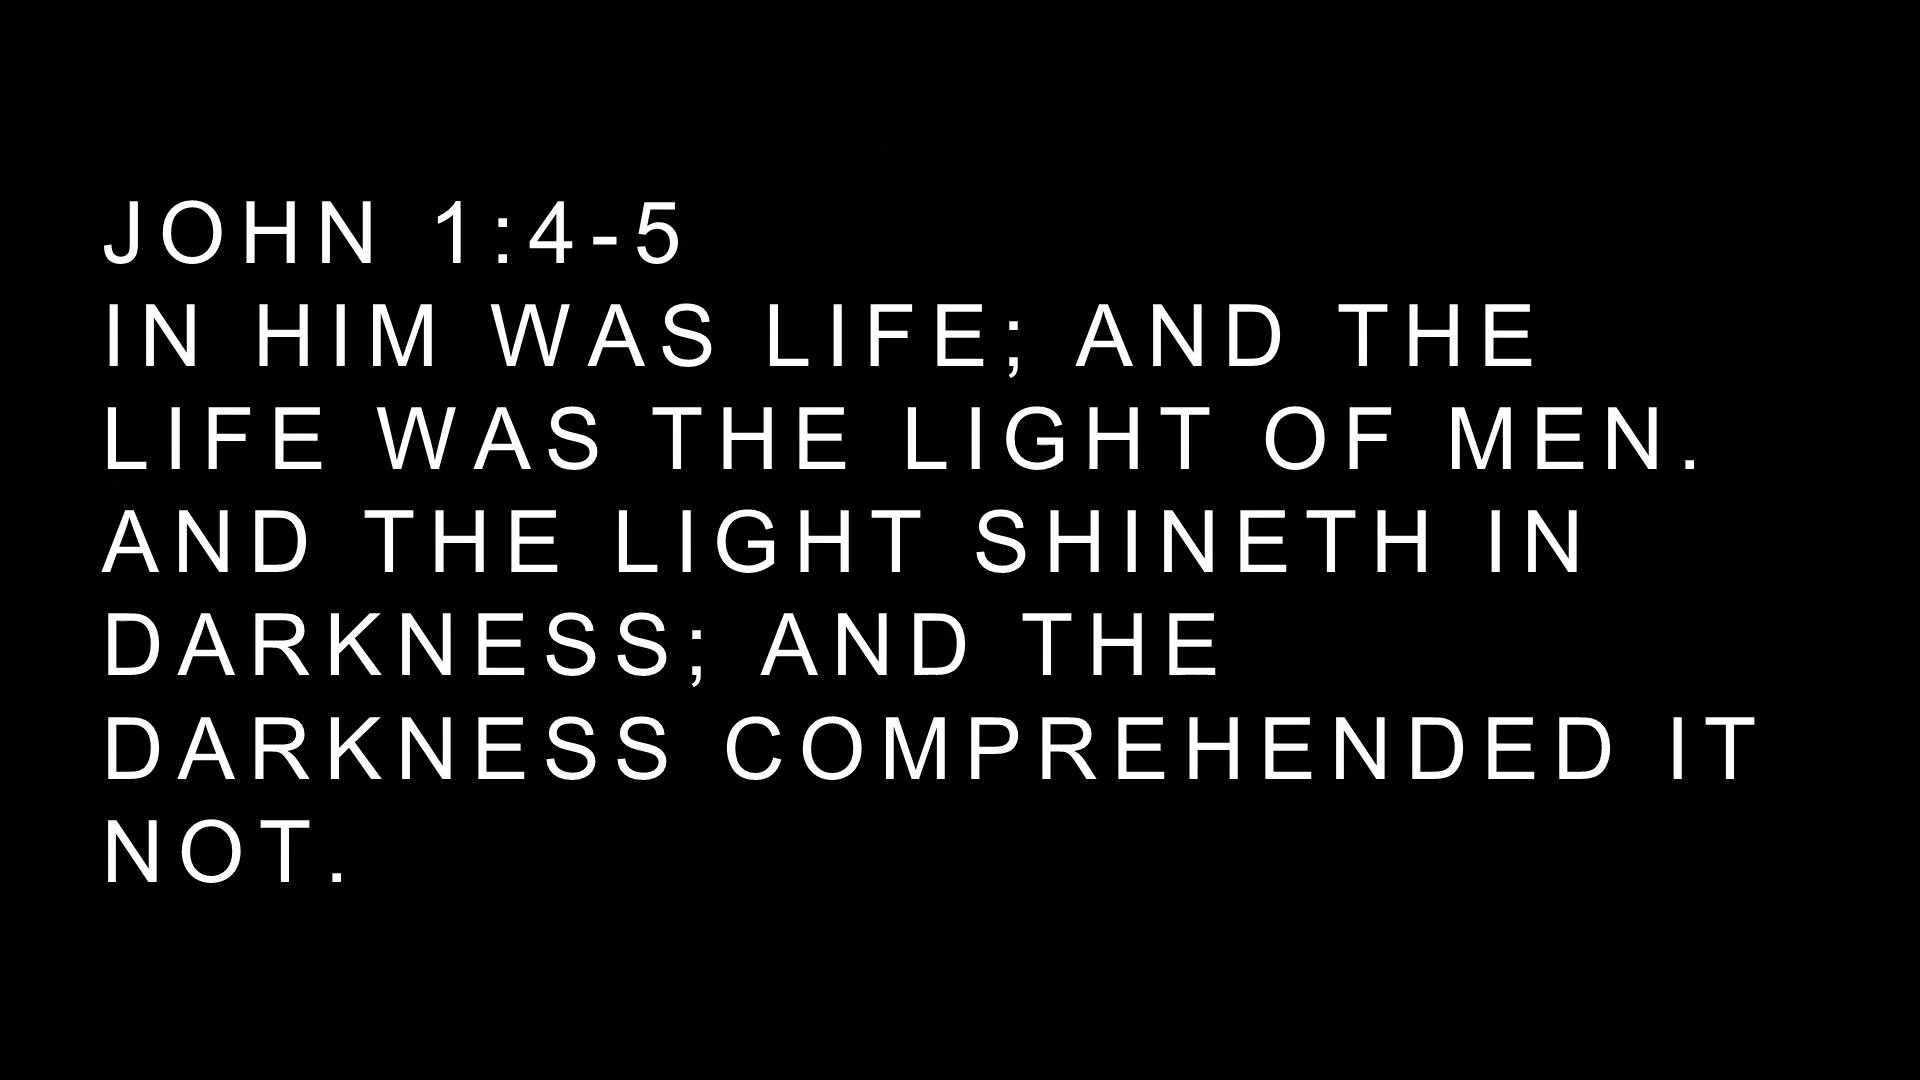 JOHN 1:4-5
IN HIM WAS LIFE; AND THE
LIFE WAS THE LIGHT OF MEN.
AND THE LIGHT SHINETH IN
DARKNESS; AND THE
DARKNESS COMPREHENDED IT
NOT.